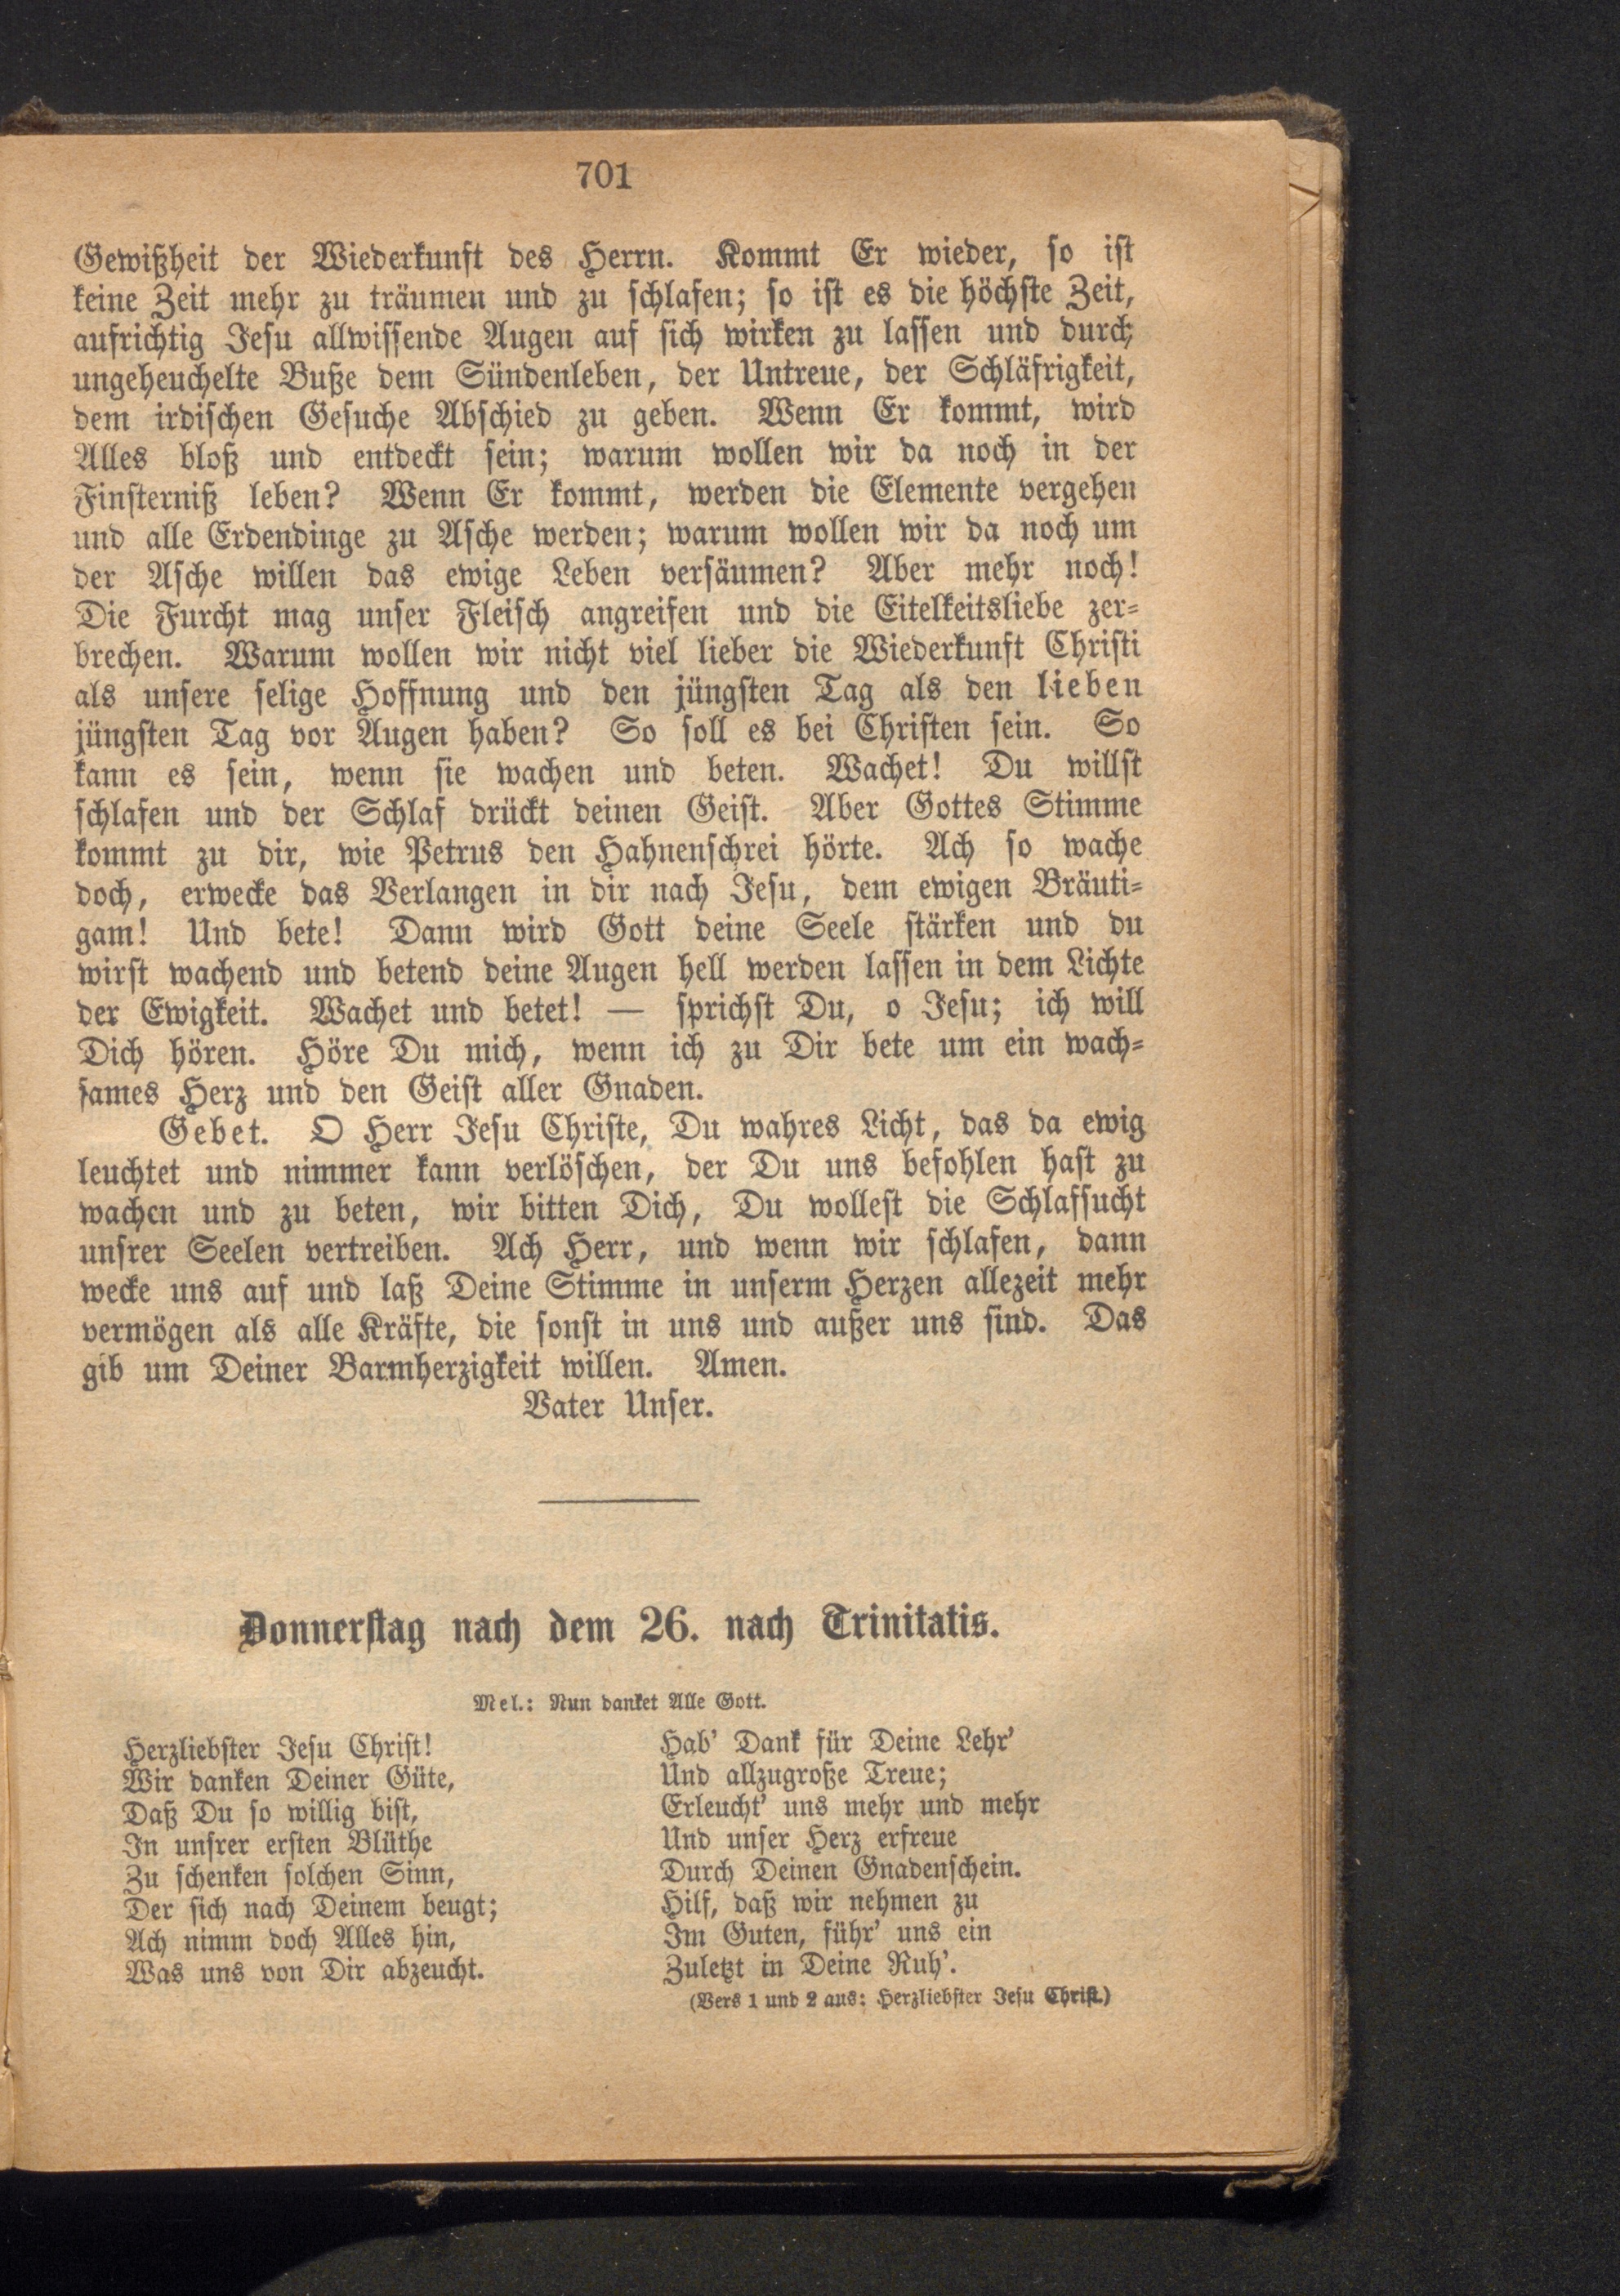 701
Gewißheit der Wiederkunft des Herrn. Kommt Er wieder, so ist
keine Zeit mehr zu träumen und zu schlafen; so ist es die höchste Zeit,
aufrichtig Jesu allwissende Augen auf sich wirken zu lassen und durch
ungeheuchelte Buße dem Sündenleben, der Untreue, der Schläfrigkeit,
dem irdischen Gesuche Abschied zu geben. Wenn Er kommt, wird
Alles bloß und entdeckt sein; warum wollen wir da noch in der
Finsterniß leben? Wenn Er kommt, werden die Elemente vergehen
und alle Erdendinge zu Asche werden; warum wollen wir da noch um
der Asche willen das ewige Leben versäumen? Aber mehr noch!
Die Furcht mag unser Fleisch angreifen und die Eitelkeitsliebe zer-
brechen. Warum wollen wir nicht viel lieber die Wiederkunft Christi
als unsere selige Hoffnung und den jüngsten Tag als den lieben
jüngsten Tag vor Augen haben? So soll es bei Christen sein. So
kann es sein, wenn sie wachen und beten. Wachet! Du willst
schlafen und der Schlaf drückt deinen Geist. Aber Gottes Stimme
kommt zu dir, wie Petrus den Hahnenschrei hörte. Ach so wache
doch, erwecke das Verlangen in dir nach Jesu, dem ewigen Bräuti-
gam! Und bete! Dann wird Gott deine Seele stärken und du
wirst wachend und betend deine Augen hell werden lassen in dem Lichte
der Ewigkeit. Wachet und betet! — sprichst Du, o Jesu; ich will
Dich hören. Höre Du mich, wenn ich zu Dir bete um ein wach-
sames Herz und den Geist aller Gnaden.
Gebet. O Herr Jesu Christe, Du wahres Licht, das da ewig
leuchtet und nimmer kann verlöschen, der Du uns befohlen hast zu
wachen und zu beten, wir bitten Dich, Du wollest die Schlafsucht
unsrer Seelen vertreiben. Ach Herr, und wenn wir schlafen, dann
wecke uns auf und laß Deine Stimme in unserm Herzen allezeit mehr
vermögen als alle Kräfte, die sonst in uns und außer uns sind. Das
gib um Deiner Barmherzigkeit willen. Amen.
Vater Unser.
Donnerstag nach dem 26. nach Trinitatis.
Mel.: Nun danket Alle Gott.
Herzliebster Jesu Christ!
Wir danken Deiner Güte,
Daß Du so willig bist,
In unsrer ersten Blüthe
Zu schenken solchen Sinn,
Der sich nach Deinem beugt;
Ach nimm doch Alles hin,
Was uns von Dir abzeucht.
Hab' Dank für Deine Lehr'
Und allzugroße Treue;
Erleucht' uns mehr und mehr
Und unser Herz erfreue
Durch Deinen Gnadenschein.
Hilf, daß wir nehmen zu
Im Guten, führ' uns ein
Zuletzt in Deine Ruh'.
(Vers 1 und 2 aus: Herzliebster Jesu Christ.)